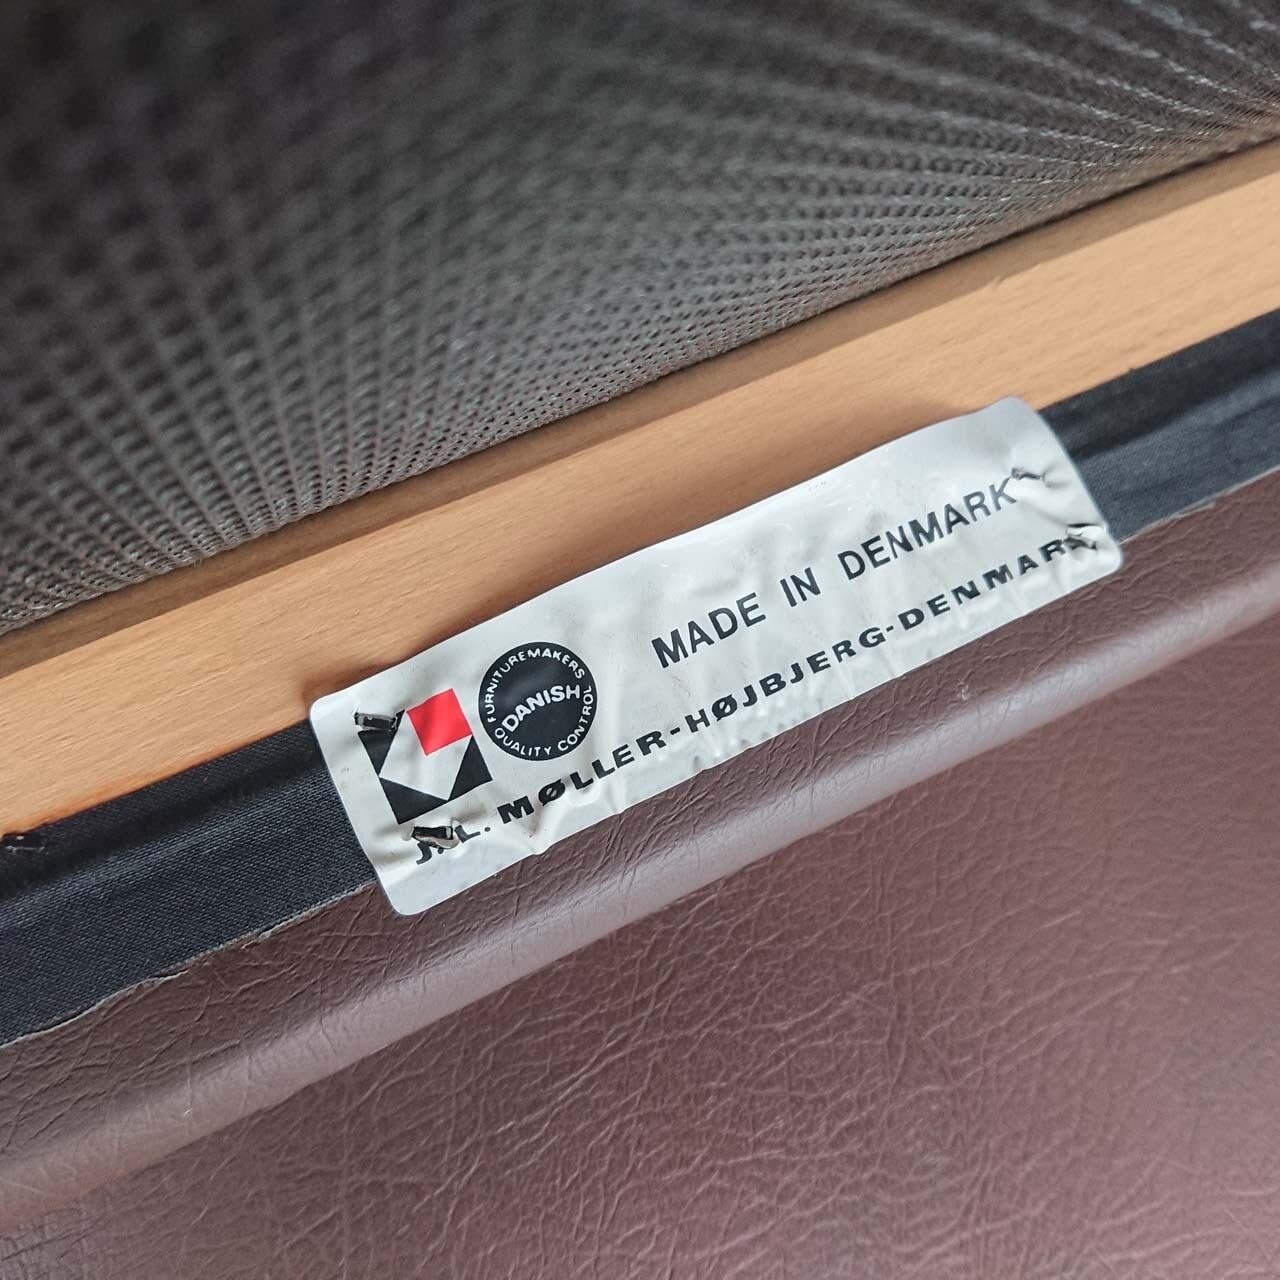 MADE IN DENMARK
FURNITUREMAKERS
DANISH
QUALITY CONTROL
J.L. MØLLER-HØJBJERG-DENMARK